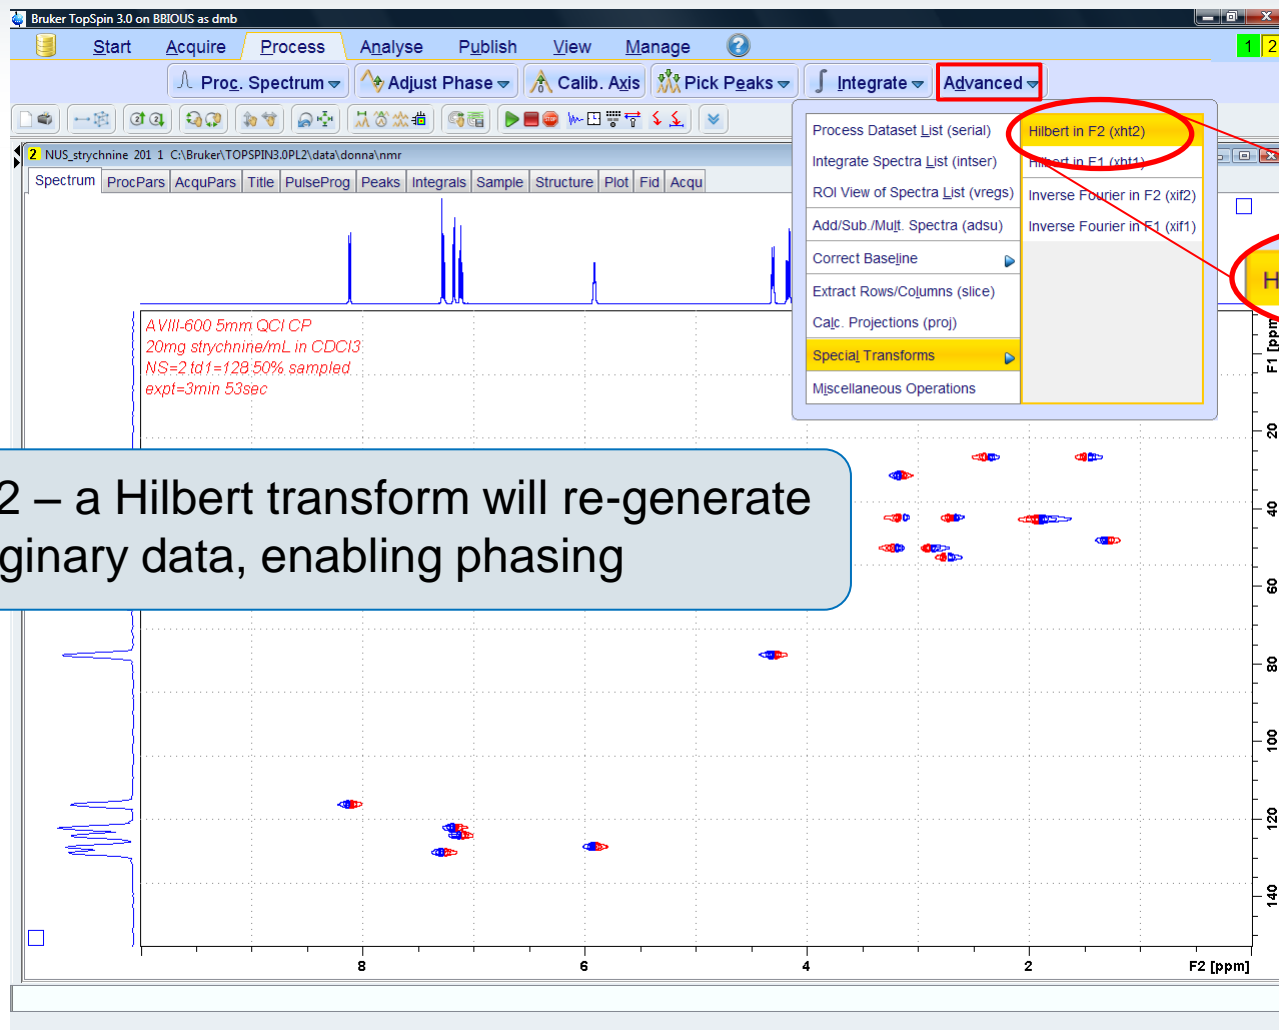 Bruker TopSpin 3.0 on BBIOUS as dmb
Start Acquire Process Analyse Publish View Manage ?
1 2
Proc. Spectrum Adjust Phase Calib. Axis Pick Peaks Integrate Advanced
2 NUS_strychnine 201 1 C:\Bruker\TOPSPIN3.0PL2\data\donna\nmr
Spectrum ProcPars AcquPars Title PulseProg Peaks Integrals Sample Structure Plot Fid Acqu
Process Dataset List (serial)
Integrate Spectra List (intser)
ROI View of Spectra List (vregs)
Add/Sub./Mult. Spectra (adsu)
Correct Baseline
Extract Rows/Columns (slice)
Calc. Projections (proj)
Special Transforms
Miscellaneous Operations
Hilbert in F2 (xht2)
Hilbert in F1 (xht1)
Inverse Fourier in F2 (xif2)
Inverse Fourier in F1 (xif1)
H
AVIII-600 5mm QCI CP
20mg strychnine/mL in CDCl3
NS=2 td1=128 50% sampled
expt=3min 53sec
2 – a Hilbert transform will re-generate
ginary data, enabling phasing
F1 [ppm]
20
40
60
80
100
120
140
8 6 4 2 F2 [ppm]